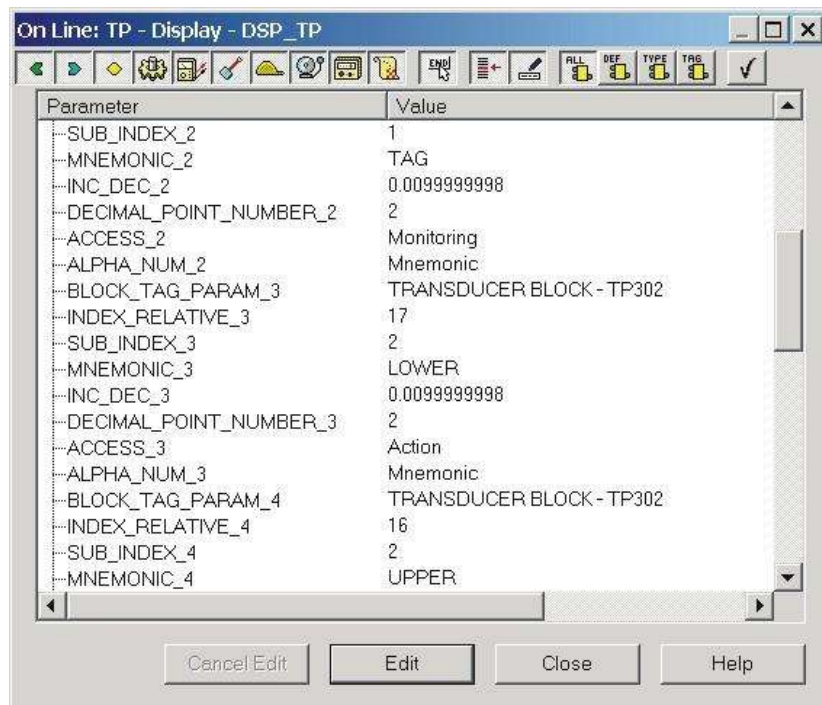 On Line: TP - Display - DSP_TP
END
ALL DEF TYPE TAG
Parameter Value
SUB_INDEX_2 1
MNEMONIC_2 TAG
INC_DEC_2 0.0099999998
DECIMAL_POINT_NUMBER_2 2
ACCESS_2 Monitoring
ALPHA_NUM_2 Mnemonic
BLOCK_TAG_PARAM_3 TRANSDUCER BLOCK - TP302
INDEX_RELATIVE_3 17
SUB_INDEX_3 2
MNEMONIC_3 LOWER
INC_DEC_3 0.0099999998
DECIMAL_POINT_NUMBER_3 2
ACCESS_3 Action
ALPHA_NUM_3 Mnemonic
BLOCK_TAG_PARAM_4 TRANSDUCER BLOCK - TP302
INDEX_RELATIVE_4 16
SUB_INDEX_4 2
MNEMONIC_4 UPPER
Cancel Edit Edit Close Help